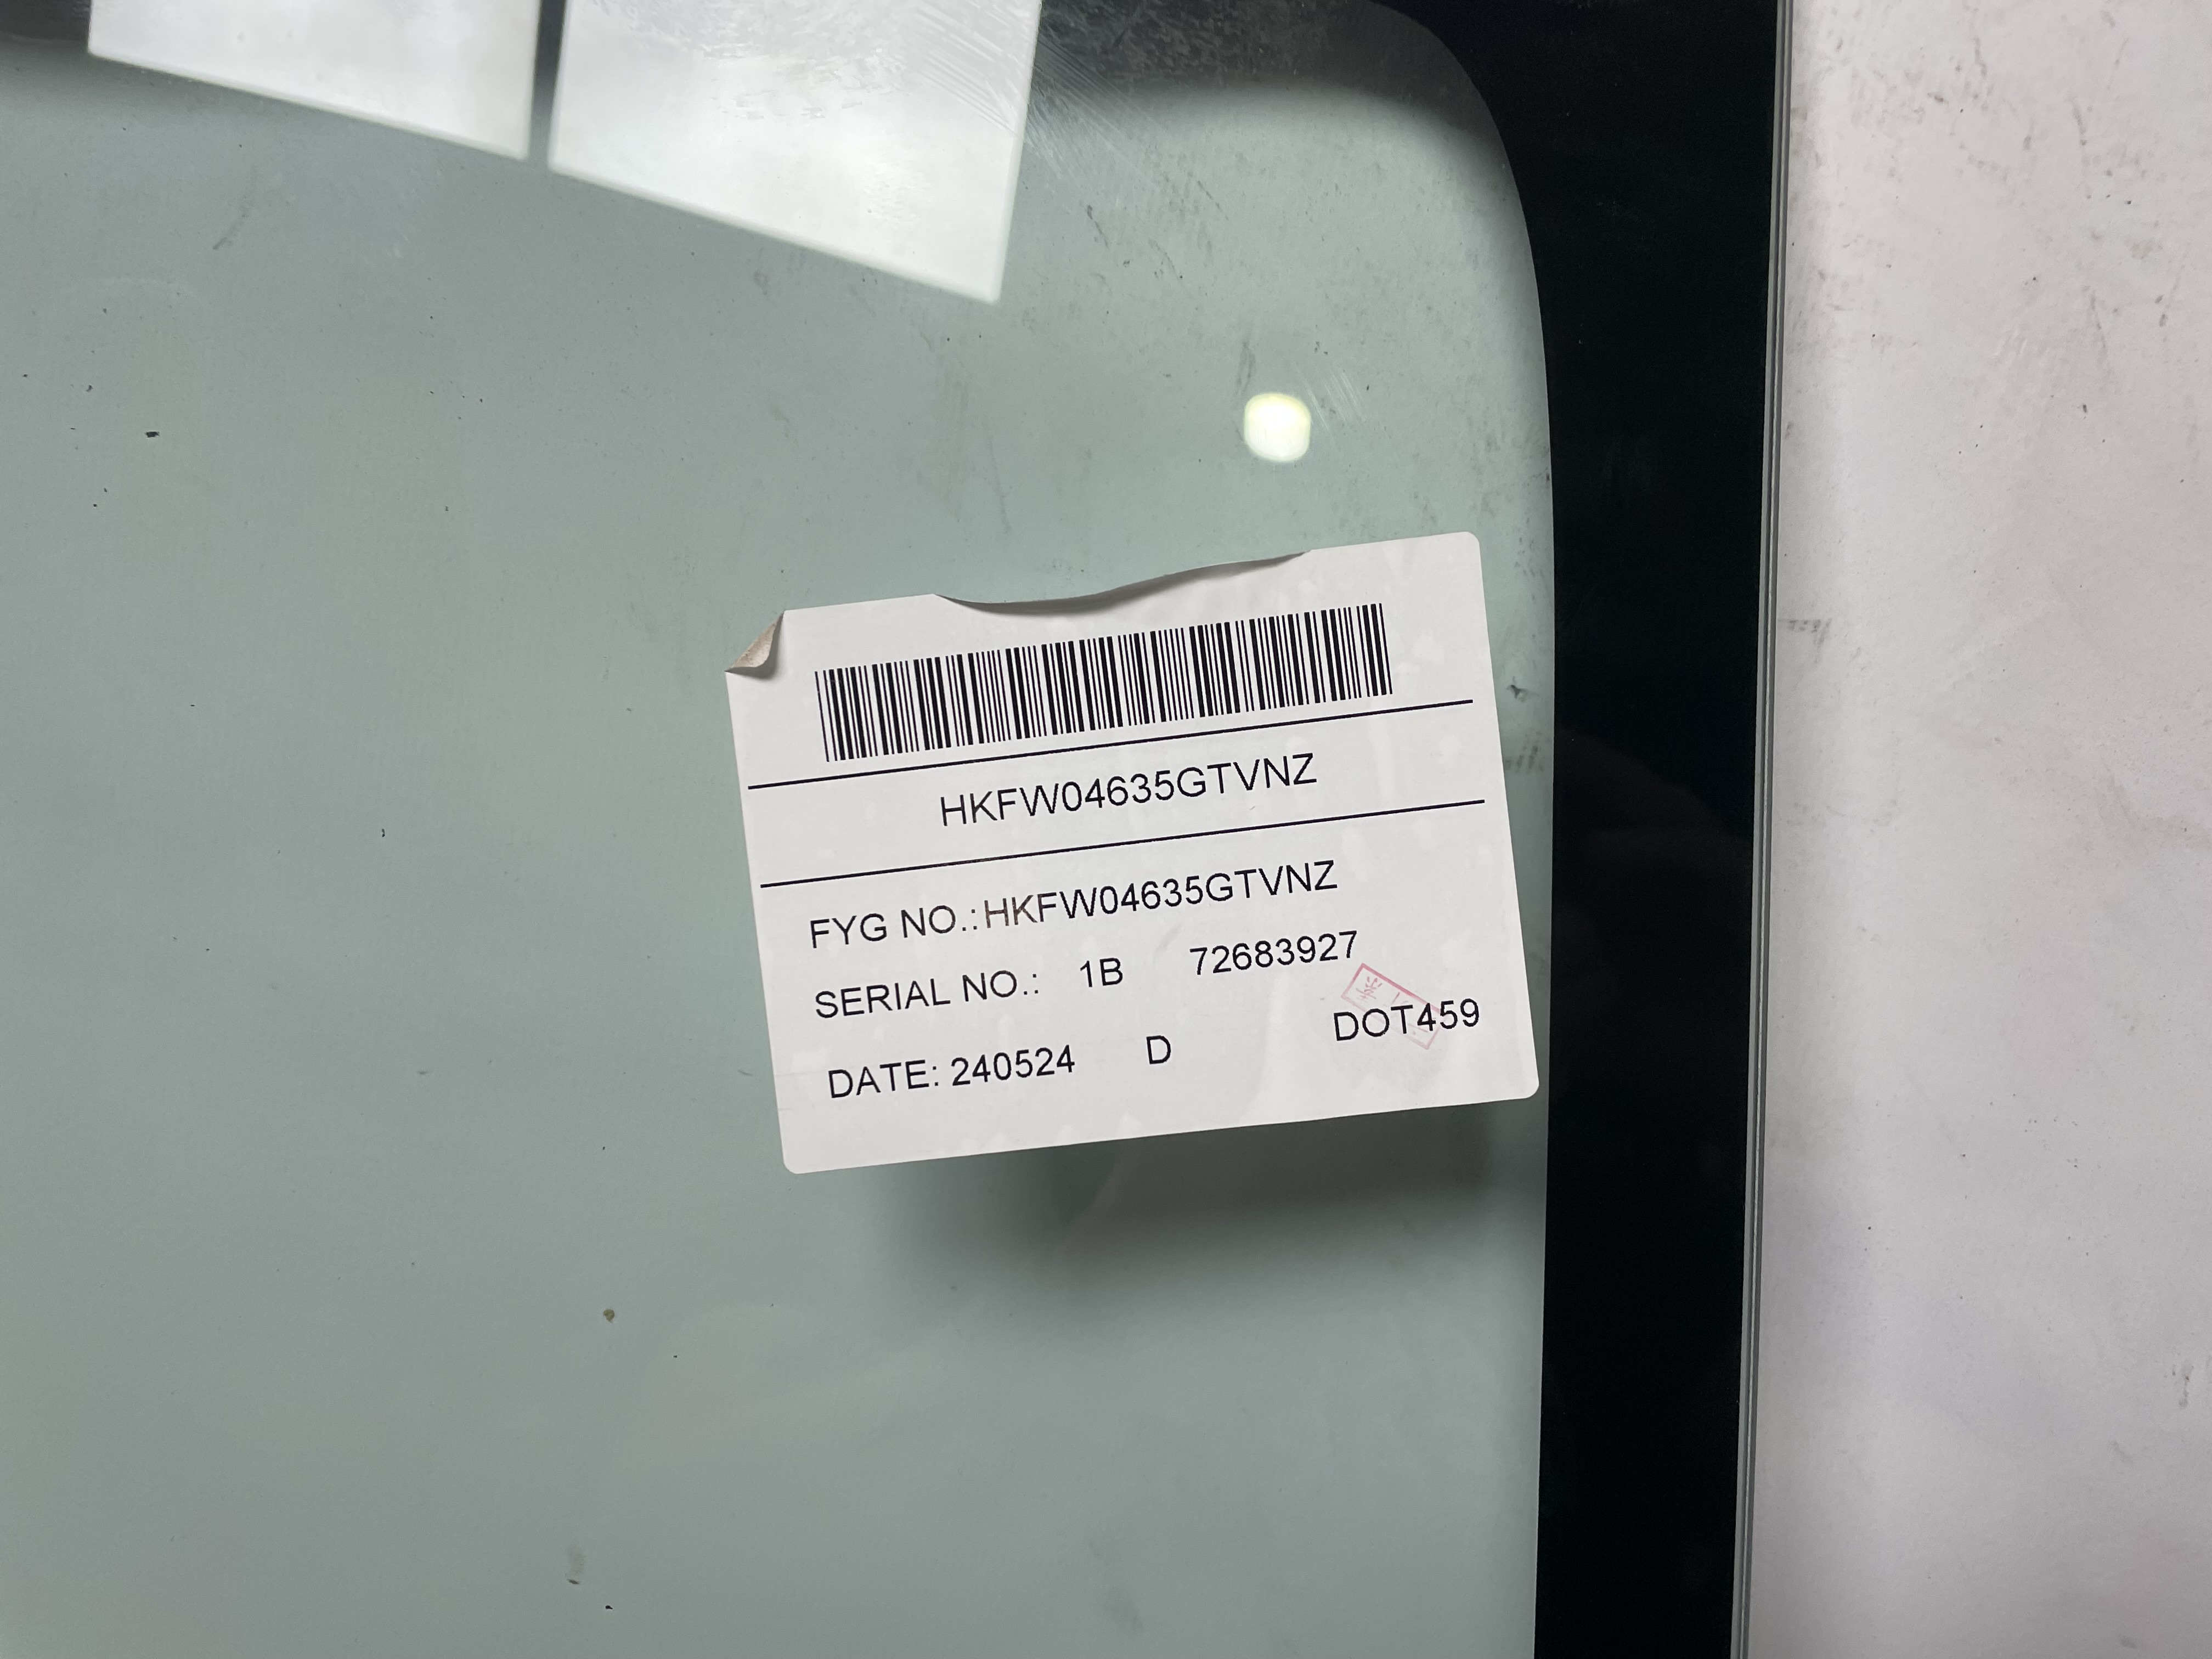 HKFW04635GTVNZ
FYG NO.:HKFW04635GTVNZ
SERIAL NO.: 1B 72683927
DATE: 240524 D DOT459